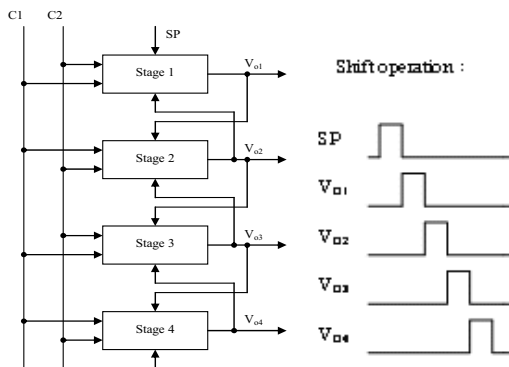 C1 C2
SP
Stage 1
Vo1
Stage 2
Vo2
Stage 3
Vo3
Stage 4
Vo4
Shift operation :
SP
VO1
VO2
VO3
VO4